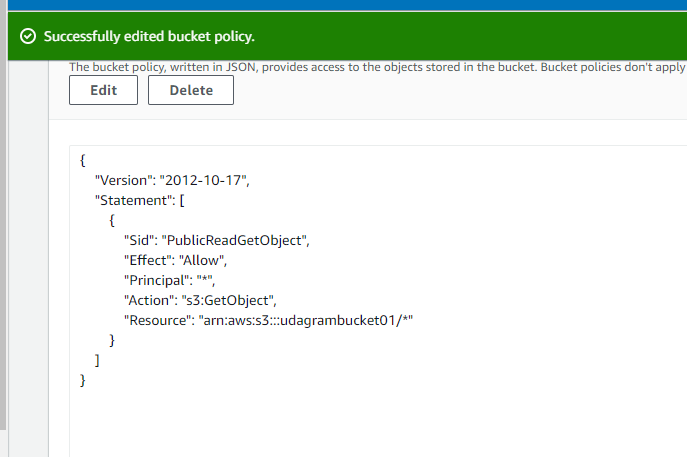 Successfully edited bucket policy.
The bucket policy, written in JSON, provides access to the objects stored in the bucket. Bucket policies don't apply
Edit Delete
{
"Version": "2012-10-17",
"Statement": [
{
"Sid": "PublicReadGetObject",
"Effect": "Allow",
"Principal": "*",
"Action": "s3:GetObject",
"Resource": "arn:aws:s3:::udagrambucket01/*"
}
]
}